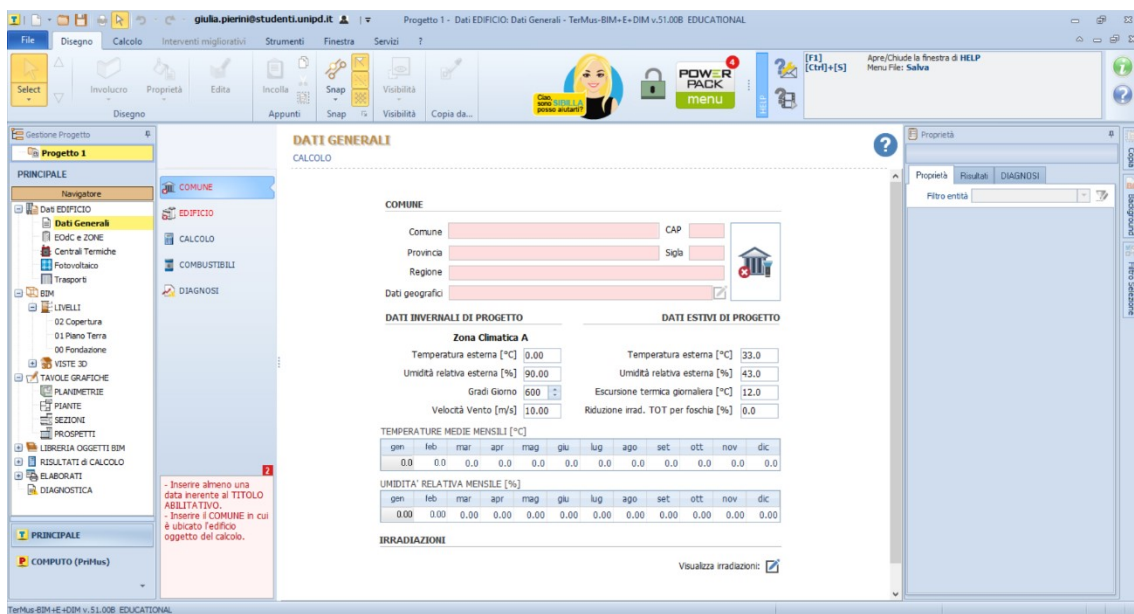 giulia.pierini@studenti.unipd.it
Progetto 1 - Dati EDIFICIO: Dati Generali - TerMus-BIM+E+DIM v.51.00B EDUCATIONAL
File Disegno Calcolo Interventi migliorativi Strumenti Finestra Servizi ?
Select Involucro Proprietà Edita Incolla Snap Visibilità
Disegno Appunti Snap Visibilità Copia da...
Ciao,
sono SIBILLA
posso aiutarti?
POWER
PACK
menu
4
HELP
[F1] Apre/Chiude la finestra di HELP
[Ctrl]+[S] Menu File: Salva
Gestione Progetto
Progetto 1
PRINCIPALE
Navigatore
Dati EDIFICIO
Dati Generali
EOdC e ZONE
Centrali Termiche
Fotovoltaico
Trasporti
BIM
LIVELLI
02 Copertura
01 Piano Terra
00 Fondazione
VISTE 3D
TAVOLE GRAFICHE
PLANIMETRIE
PIANTE
SEZIONI
PROSPETTI
LIBRERIA OGGETTI BIM
RISULTATI di CALCOLO
ELABORATI
DIAGNOSTICA
PRINCIPALE
COMPUTO (PriMus)
COMUNE
EDIFICIO
CALCOLO
COMBUSTIBILI
DIAGNOSI
2
- Inserire almeno una
data inerente al TITOLO
ABILITATIVO.
- Inserire il COMUNE in cui
è ubicato l'edificio
oggetto del calcolo.
DATI GENERALI
CALCOLO
COMUNE
Comune CAP
Provincia Sigla
Regione
Dati geografici
DATI INVERNALI DI PROGETTO DATI ESTIVI DI PROGETTO
Zona Climatica A
Temperatura esterna [°C] 0.00 Temperatura esterna [°C] 33.0
Umidità relativa esterna [%] 90.00 Umidità relativa esterna [%] 43.0
Gradi Giorno 600 Escursione termica giornaliera [°C] 12.0
Velocità Vento [m/s] 10.00 Riduzione irrad. TOT per foschia [%] 0.0
TEMPERATURE MEDIE MENSILI [°C]
gen feb mar apr mag giu lug ago set ott nov dic
0.0 0.0 0.0 0.0 0.0 0.0 0.0 0.0 0.0 0.0 0.0 0.0
UMIDITA' RELATIVA MENSILE [%]
gen feb mar apr mag giu lug ago set ott nov dic
0.00 0.00 0.00 0.00 0.00 0.00 0.00 0.00 0.00 0.00 0.00 0.00
IRRADIAZIONI
Visualizza irradiazioni:
Proprietà
Proprietà Risultati DIAGNOSI
Filtro entità
Copia
Background
Filtro Selezione
TerMus-BIM+E+DIM v.51.00B EDUCATIONAL